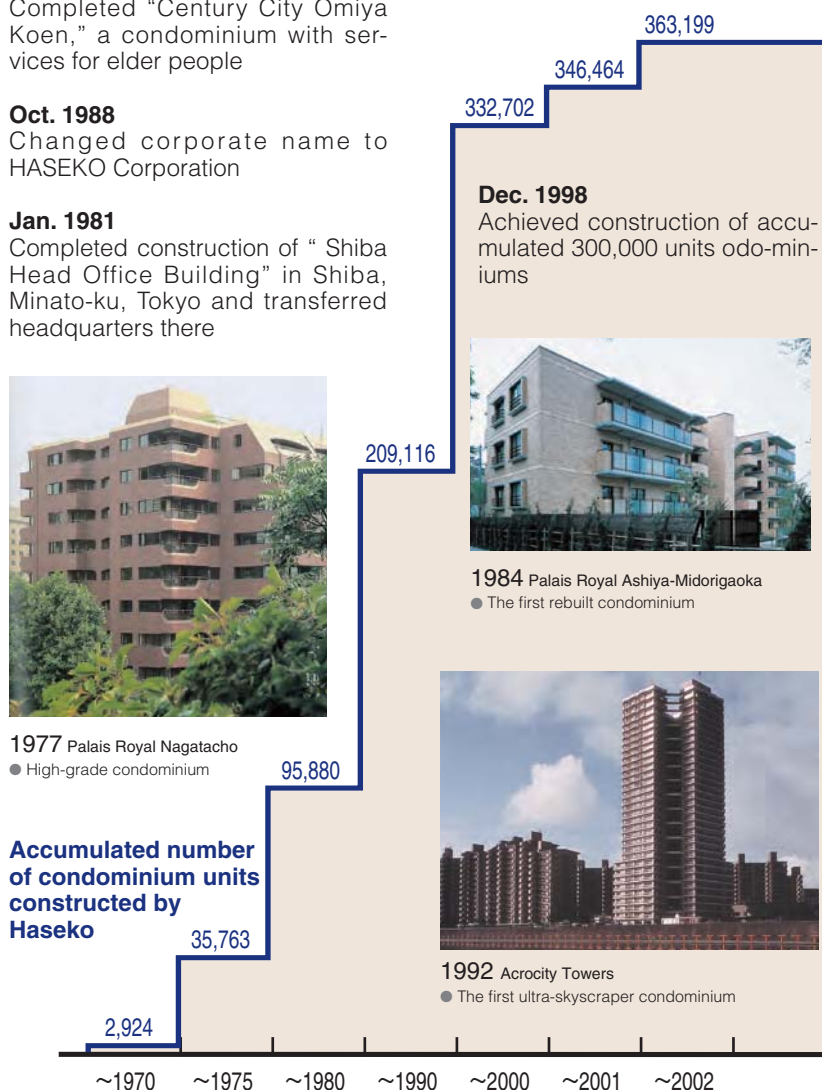 Completed “Century City Omiya
Koen,” a condominium with ser-
vices for elder people
Oct. 1988
Changed corporate name to
HASEKO Corporation
Jan. 1981
Completed construction of “ Shiba
Head Office Building” in Shiba,
Minato-ku, Tokyo and transferred
headquarters there
363,199
346,464
332,702
Dec. 1998
Achieved construction of accu-
mulated 300,000 units odo-min-
iums
209,116
1984 Palais Royal Ashiya-Midorigaoka
● The first rebuilt condominium
1977 Palais Royal Nagatacho
● High-grade condominium
95,880
Accumulated number
of condominium units
constructed by
Haseko
35,763
1992 Acrocity Towers
● The first ultra-skyscraper condominium
2,924
~1970 ~1975 ~1980 ~1990 ~2000 ~2001 ~2002